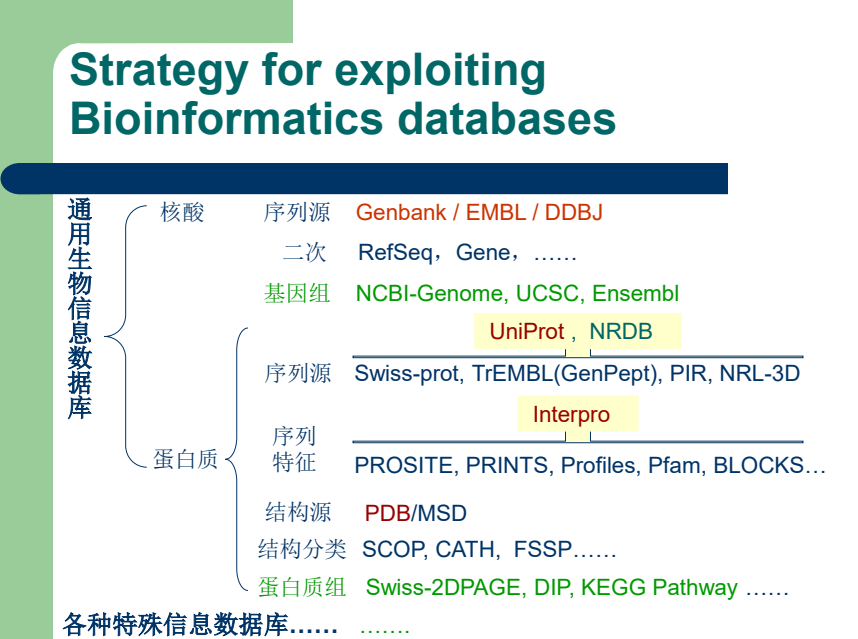 Strategy for exploiting
Bioinformatics databases
通用生物信息数据库
核酸 序列源 Genbank / EMBL / DDBJ
二次 RefSeq，Gene，……
基因组 NCBI-Genome, UCSC, Ensembl
UniProt , NRDB
序列源 Swiss-prot, TrEMBL(GenPept), PIR, NRL-3D
Interpro
蛋白质 序列
特征 PROSITE, PRINTS, Profiles, Pfam, BLOCKS…
结构源 PDB/MSD
结构分类 SCOP, CATH, FSSP……
蛋白质组 Swiss-2DPAGE, DIP, KEGG Pathway ……
各种特殊信息数据库…… …….